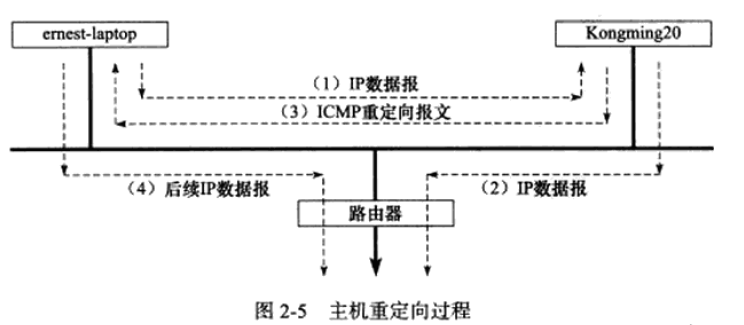 ernest-laptop
Kongming20
（1）IP数据报
（3）ICMP重定向报文
（4）后续IP数据报
（2）IP数据报
路由器
图 2-5 主机重定向过程